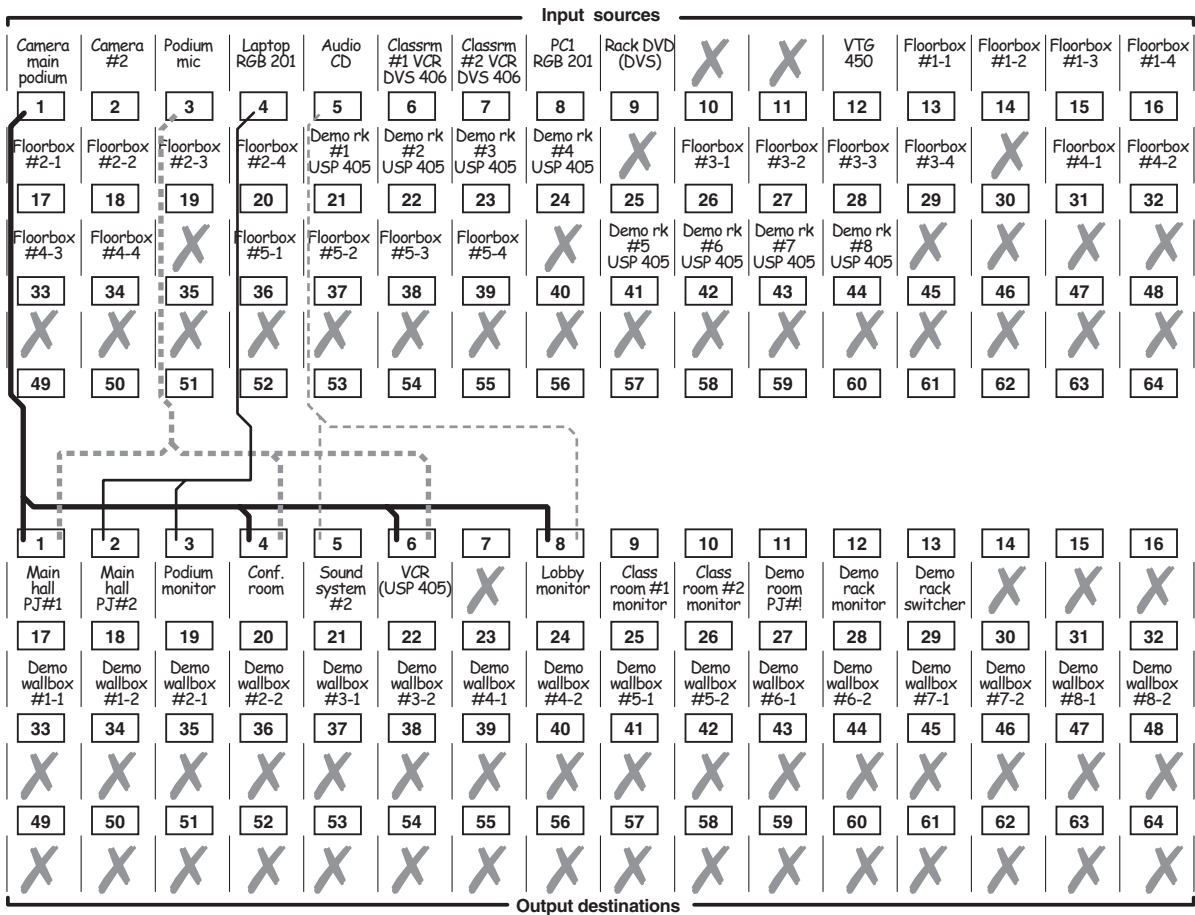 Input sources
Camera main podium
Camera #2
Podium mic
Laptop RGB 201
Audio CD
Classrm #1 VCR DVS 406
Classrm #2 VCR DVS 406
PC1 RGB 201
Rack DVD (DVS)
VTG 450
Floorbox #1-1
Floorbox #1-2
Floorbox #1-3
Floorbox #1-4
1 2 3 4 5 6 7 8 9 10 11 12 13 14 15 16
Floorbox #2-1
Floorbox #2-2
Floorbox #2-3
Floorbox #2-4
Demo rk #1 USP 405
Demo rk #2 USP 405
Demo rk #3 USP 405
Demo rk #4 USP 405
Floorbox #3-1
Floorbox #3-2
Floorbox #3-3
Floorbox #3-4
Floorbox #4-1
Floorbox #4-2
17 18 19 20 21 22 23 24 25 26 27 28 29 30 31 32
Floorbox #4-3
Floorbox #4-4
Floorbox #5-1
Floorbox #5-2
Floorbox #5-3
Floorbox #5-4
Demo rk #5 USP 405
Demo rk #6 USP 405
Demo rk #7 USP 405
Demo rk #8 USP 405
33 34 35 36 37 38 39 40 41 42 43 44 45 46 47 48
49 50 51 52 53 54 55 56 57 58 59 60 61 62 63 64
1 2 3 4 5 6 7 8 9 10 11 12 13 14 15 16
Main hall PJ#1
Main hall PJ#2
Podium monitor
Conf. room
Sound system #2
VCR (USP 405)
Lobby monitor
Class room #1 monitor
Class room #2 monitor
Demo room PJ#!
Demo rack monitor
Demo rack switcher
17 18 19 20 21 22 23 24 25 26 27 28 29 30 31 32
Demo wallbox #1-1
Demo wallbox #1-2
Demo wallbox #2-1
Demo wallbox #2-2
Demo wallbox #3-1
Demo wallbox #3-2
Demo wallbox #4-1
Demo wallbox #4-2
Demo wallbox #5-1
Demo wallbox #5-2
Demo wallbox #6-1
Demo wallbox #6-2
Demo wallbox #7-1
Demo wallbox #7-2
Demo wallbox #8-1
Demo wallbox #8-2
33 34 35 36 37 38 39 40 41 42 43 44 45 46 47 48
49 50 51 52 53 54 55 56 57 58 59 60 61 62 63 64
Output destinations